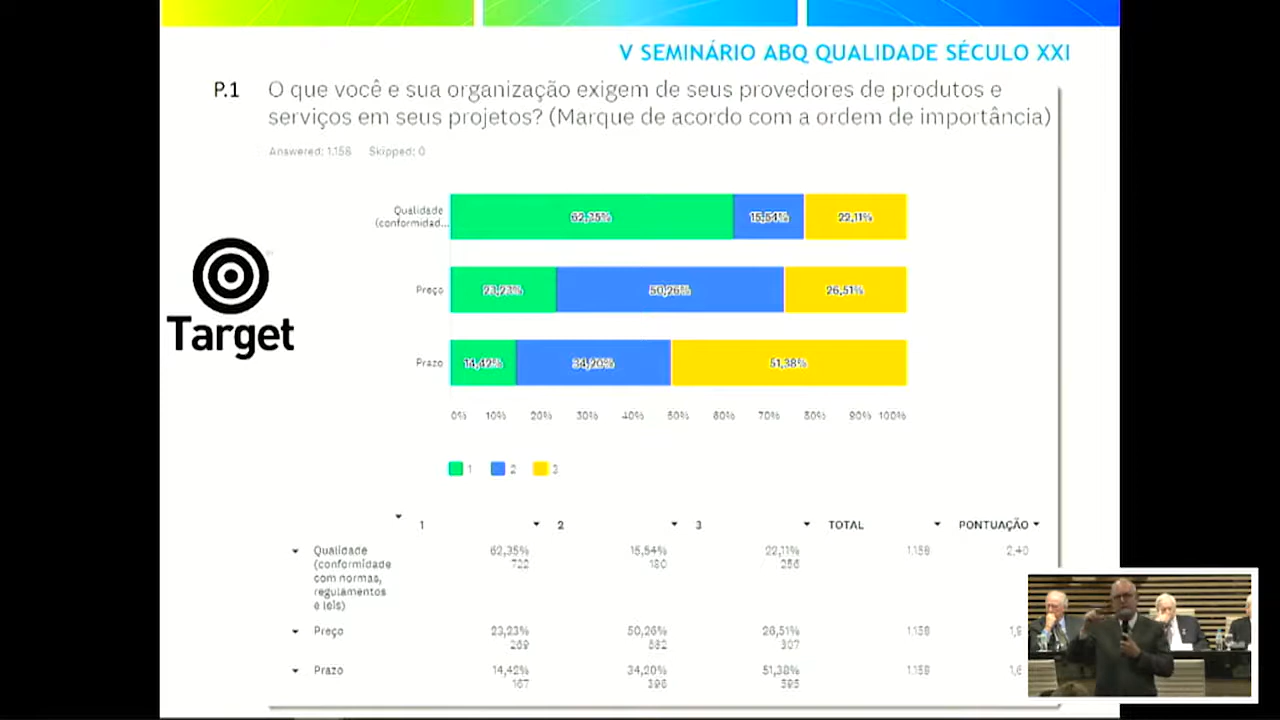 V SEMINÁRIO ABQ QUALIDADE SÉCULO XXI
P.1 O que você e sua organização exigem de seus provedores de produtos e
serviços em seus projetos? (Marque de acordo com a ordem de importância)
Answered: 1.158 Skipped: 0
Qualidade
(conformidad...
62,35% 15,54% 22,11%
Target
Preço 23,23% 50,26% 26,51%
Prazo 14,42% 34,20% 51,38%
0% 10% 20% 30% 40% 50% 60% 70% 80% 90% 100%
1 2 3
1 2 3 TOTAL PONTUAÇÃO
Qualidade 62,35% 15,54% 22,11% 1.158 2,40
(conformidade 722 180 256
com normas,
regulamentos
e leis)
Preço 23,23% 50,26% 26,51% 1.158
269 582 307
Prazo 14,42% 34,20% 51,38% 1.158
167 396 595